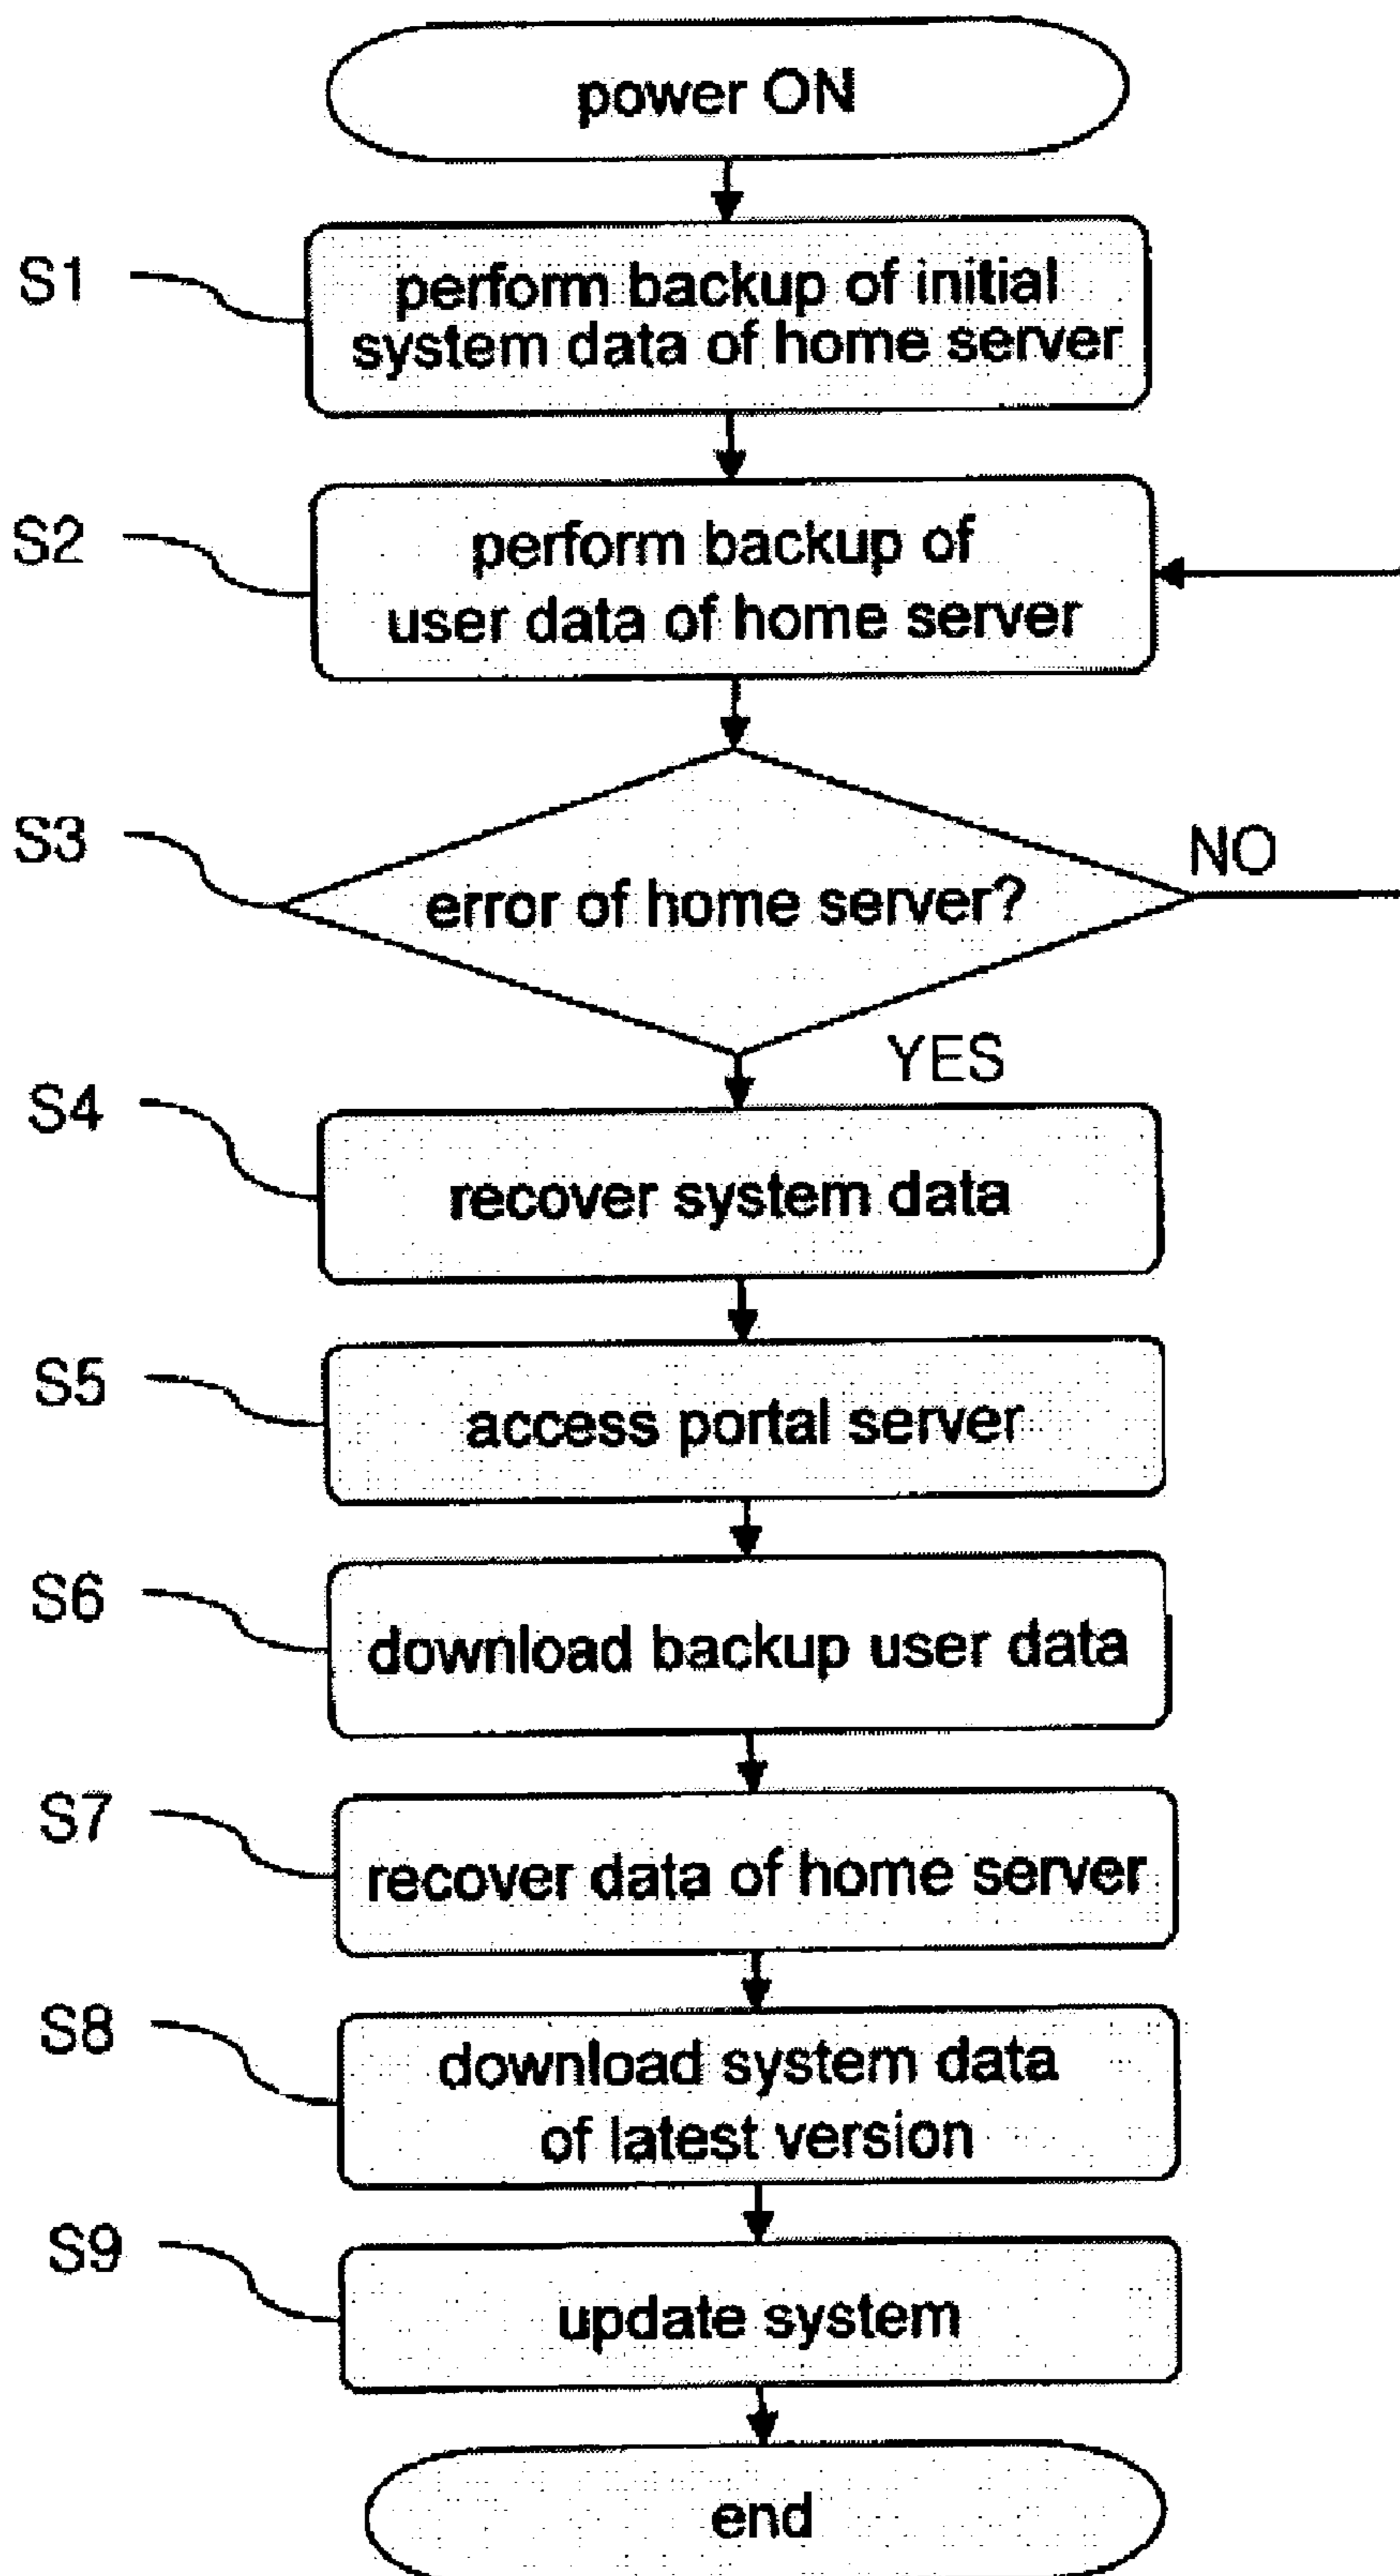 power ON
S1
perform backup of initial
system data of home server
S2
perform backup of
user data of home server
S3
error of home server?
NO
YES
S4
recover system data
S5
access portal server
S6
download backup user data
S7
recover data of home server
S8
download system data
of latest version
S9
update system
end